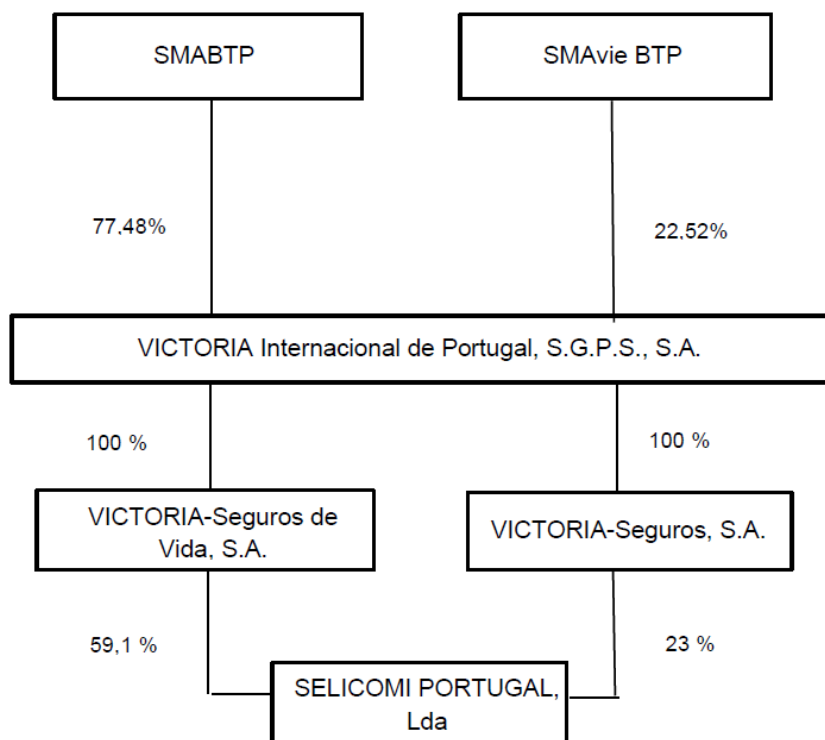 SMABTP
SMAvie BTP
77,48%
22,52%
VICTORIA Internacional de Portugal, S.G.P.S., S.A.
100 %
100 %
VICTORIA-Seguros de
Vida, S.A.
VICTORIA-Seguros, S.A.
59,1 %
23 %
SELICOMI PORTUGAL,
Lda